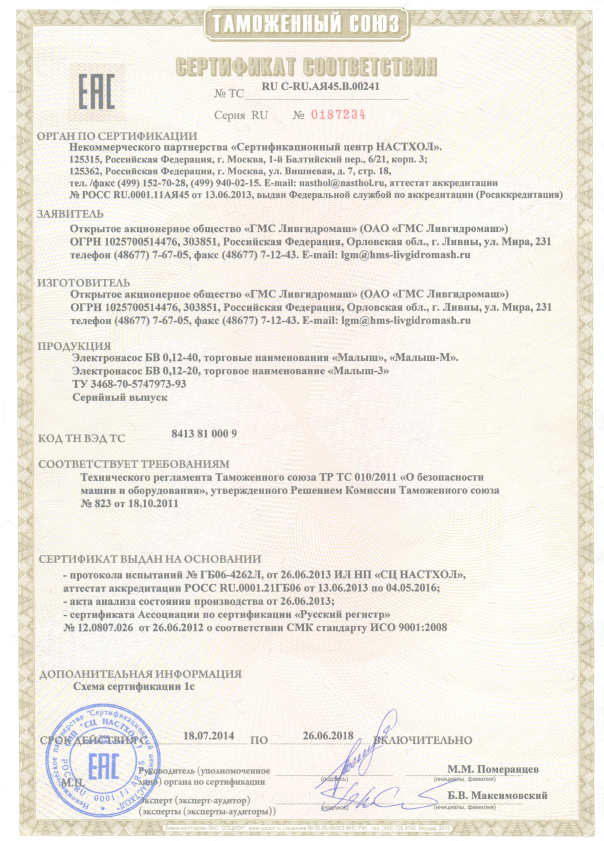 ТАМОЖЕННЫЙ СОЮЗ
СЕРТИФИКАТ СООТВЕТСТВИЯ
ЕАС
№ ТС RU C-RU.АЯ45.В.00241
Серия RU № 0187234
ОРГАН ПО СЕРТИФИКАЦИИ
Некоммерческого партнерства «Сертификационный центр НАСТХОЛ».
125315, Российская Федерация, г. Москва, 1-й Балтийский пер., 6/21, корп. 3;
125362, Российская Федерация, г. Москва, ул. Вишневая, д. 7, стр. 18,
тел. /факс (499) 152-70-28, (499) 940-02-15. E-mail: nasthol@nasthol.ru, аттестат аккредитации
№ РОСС RU.0001.11АЯ45 от 13.06.2013, выдан Федеральной службой по аккредитации (Росаккредитация)
ЗАЯВИТЕЛЬ
Открытое акционерное общество «ГМС Ливгидромаш» (ОАО «ГМС Ливгидромаш»)
ОГРН 1025700514476, 303851, Российская Федерация, Орловская обл., г. Ливны, ул. Мира, 231
телефон (48677) 7-67-05, факс (48677) 7-12-43. E-mail: lgm@hms-livgidromash.ru
ИЗГОТОВИТЕЛЬ
Открытое акционерное общество «ГМС Ливгидромаш» (ОАО «ГМС Ливгидромаш»)
ОГРН 1025700514476, 303851, Российская Федерация, Орловская обл., г. Ливны, ул. Мира, 231
телефон (48677) 7-67-05, факс (48677) 7-12-43. E-mail: lgm@hms-livgidromash.ru
ПРОДУКЦИЯ
Электронасос БВ 0,12-40, торговые наименования «Малыш», «Малыш-М».
Электронасос БВ 0,12-20, торговое наименование «Малыш-3»
ТУ 3468-70-5747973-93
Серийный выпуск
КОД ТН ВЭД ТС 8413 81 000 9
СООТВЕТСТВУЕТ ТРЕБОВАНИЯМ
Технического регламента Таможенного союза ТР ТС 010/2011 «О безопасности
машин и оборудования», утвержденного Решением Комиссии Таможенного союза
№ 823 от 18.10.2011
СЕРТИФИКАТ ВЫДАН НА ОСНОВАНИИ
- протокола испытаний № ГБ06-4262Л, от 26.06.2013 ИЛ НП «СЦ НАСТХОЛ»,
аттестат аккредитации РОСС RU.0001.21ГБ06 от 13.06.2013 по 04.05.2016;
- акта анализа состояния производства от 26.06.2013;
- сертификата Ассоциации по сертификации «Русский регистр»
№ 12.0807.026 от 26.06.2012 о соответствии СМК стандарту ИСО 9001:2008
ДОПОЛНИТЕЛЬНАЯ ИНФОРМАЦИЯ
Схема сертификации 1с
СРОК ДЕЙСТВИЯ С 18.07.2014 ПО 26.06.2018 ВКЛЮЧИТЕЛЬНО
М.П.
Руководитель (уполномоченное
лицо) органа по сертификации
(подпись)
М.М. Померанцев
(инициалы, фамилия)
Эксперт (эксперт-аудитор)
(эксперты (эксперты-аудиторы))
(подпись)
Б.В. Максимовский
(инициалы, фамилия)